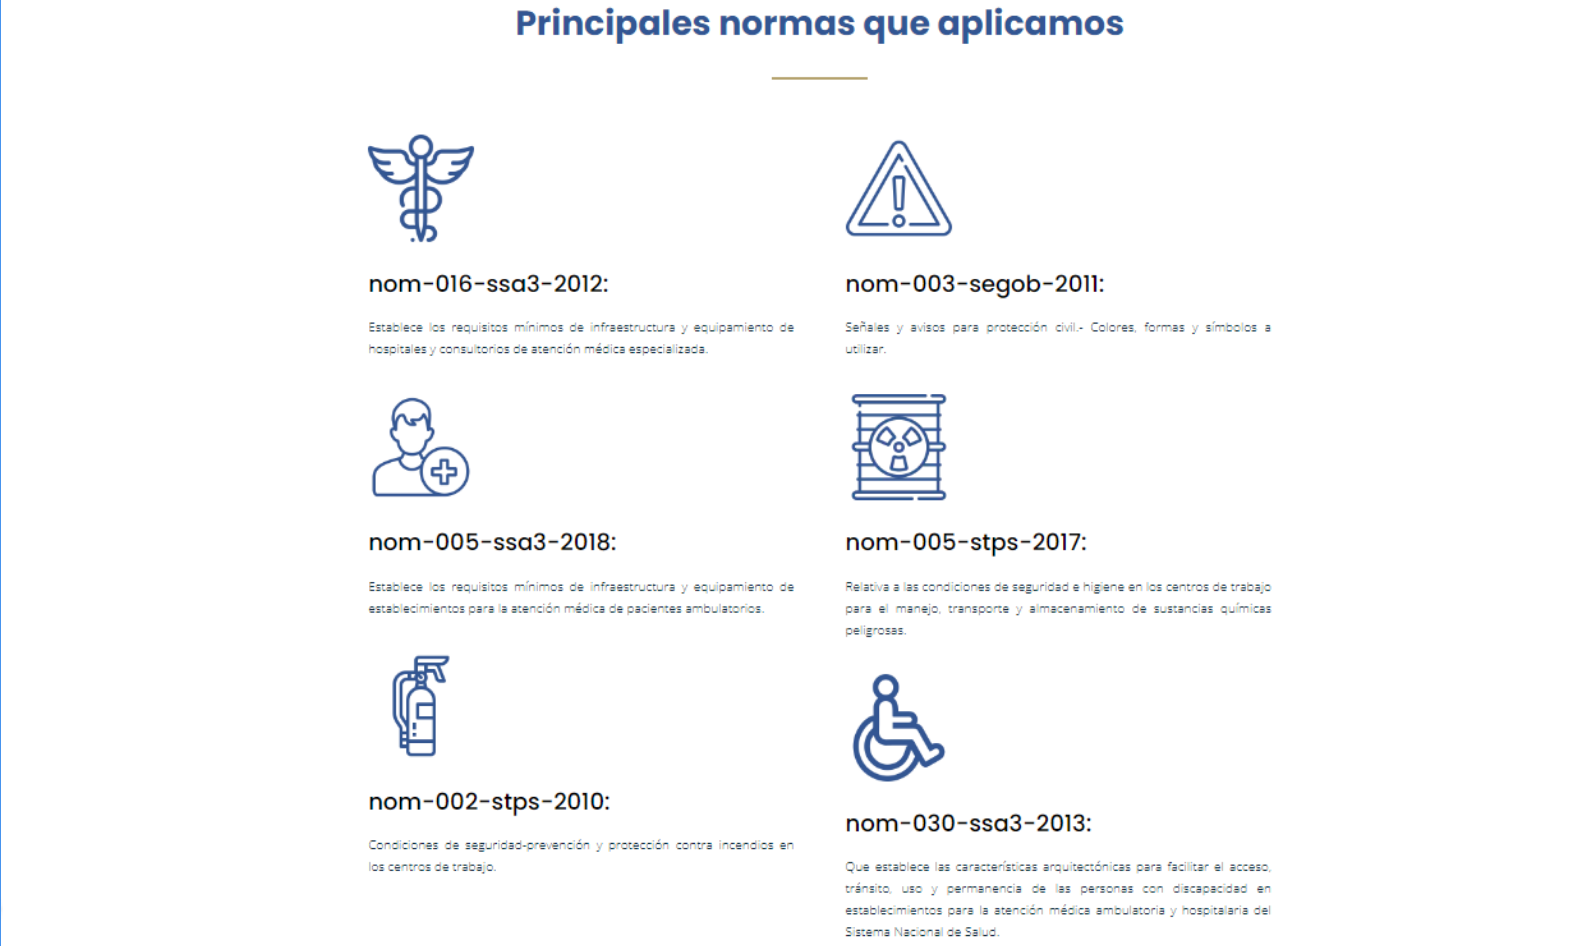 Principales normas que aplicamos
nom-016-ssa3-2012:
Establece los requisitos mínimos de infraestructura y equipamiento de
hospitales y consultorios de atención médica especializada.
nom-003-segob-2011:
Señales y avisos para protección civil.- Colores, formas y símbolos a
utilizar.
nom-005-ssa3-2018:
Establece los requisitos mínimos de infraestructura y equipamiento de
establecimientos para la atención médica de pacientes ambulatorios.
nom-005-stps-2017:
Relativa a las condiciones de seguridad e higiene en los centros de trabajo
para el manejo, transporte y almacenamiento de sustancias químicas
peligrosas.
nom-002-stps-2010:
Condiciones de seguridad-prevención y protección contra incendios en
los centros de trabajo.
nom-030-ssa3-2013:
Que establece las características arquitectónicas para facilitar el acceso,
tránsito, uso y permanencia de las personas con discapacidad en
establecimientos para la atención médica ambulatoria y hospitalaria del
Sistema Nacional de Salud.